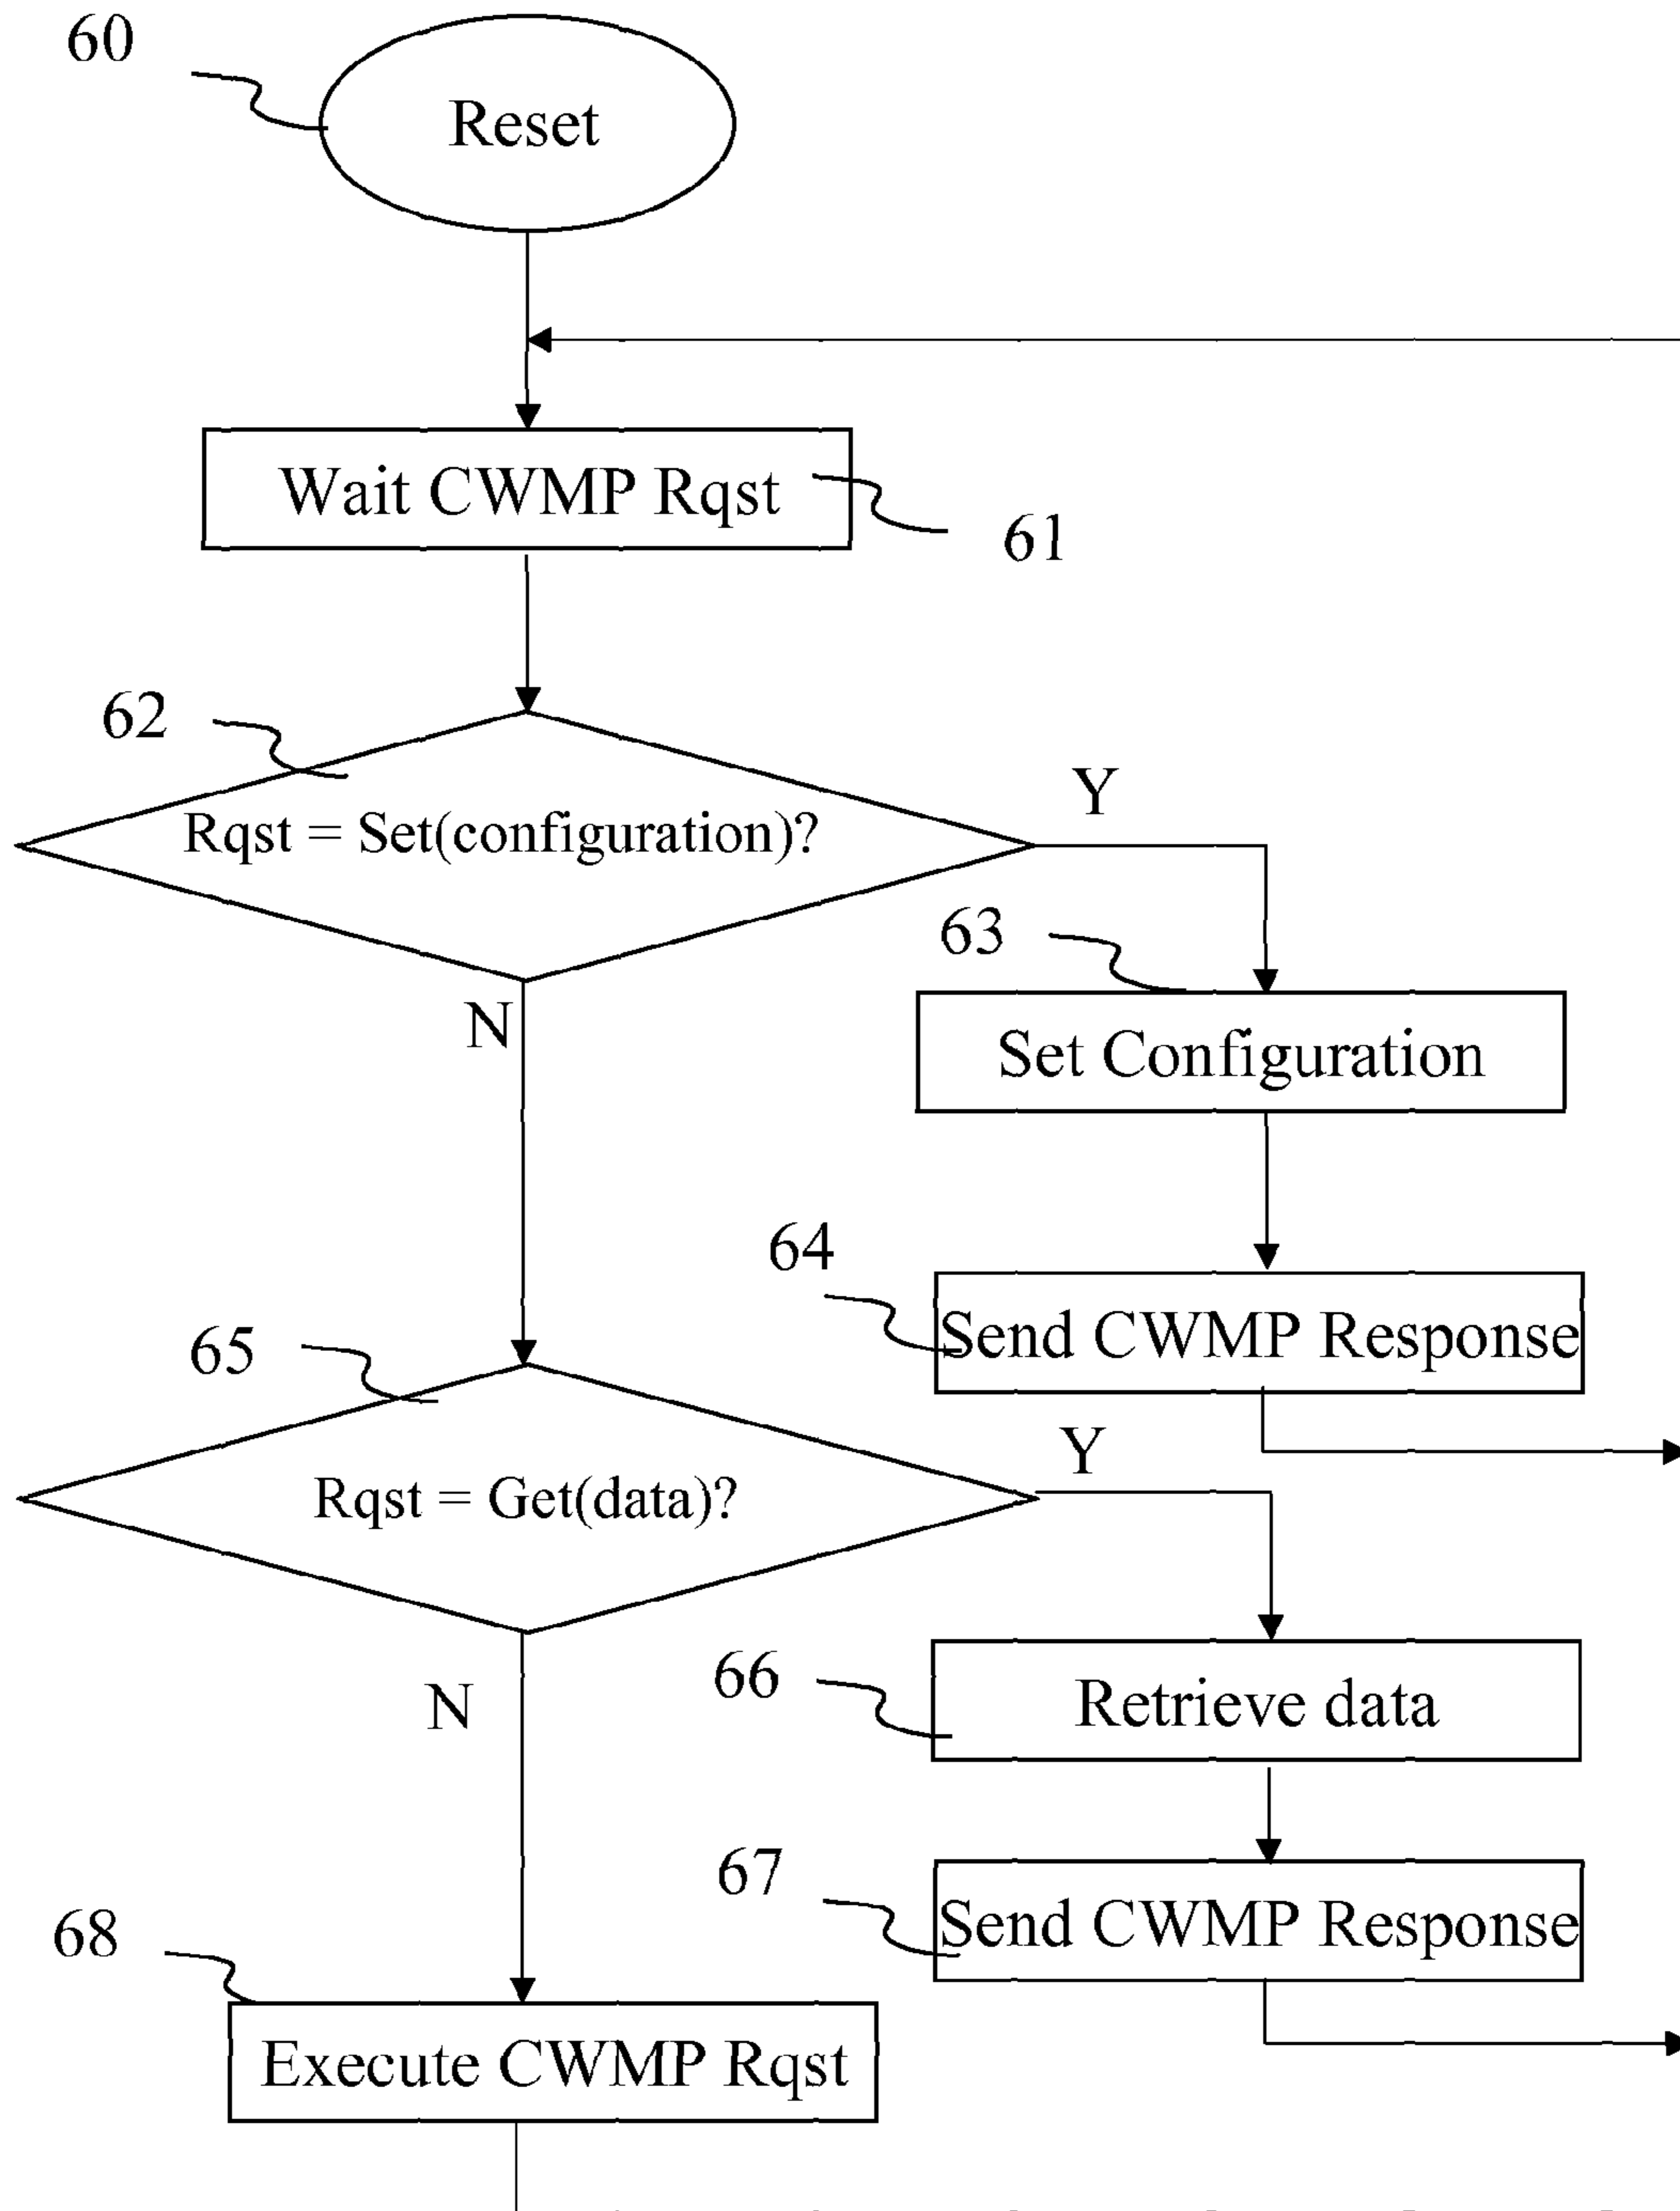 60
Reset
Wait CWMP Rqst
61
62
Rqst = Set(configuration)?
Y
63
N
Set Configuration
64
Send CWMP Response
65
Y
Rqst = Get(data)?
66
N
Retrieve data
67
Send CWMP Response
68
Execute CWMP Rqst